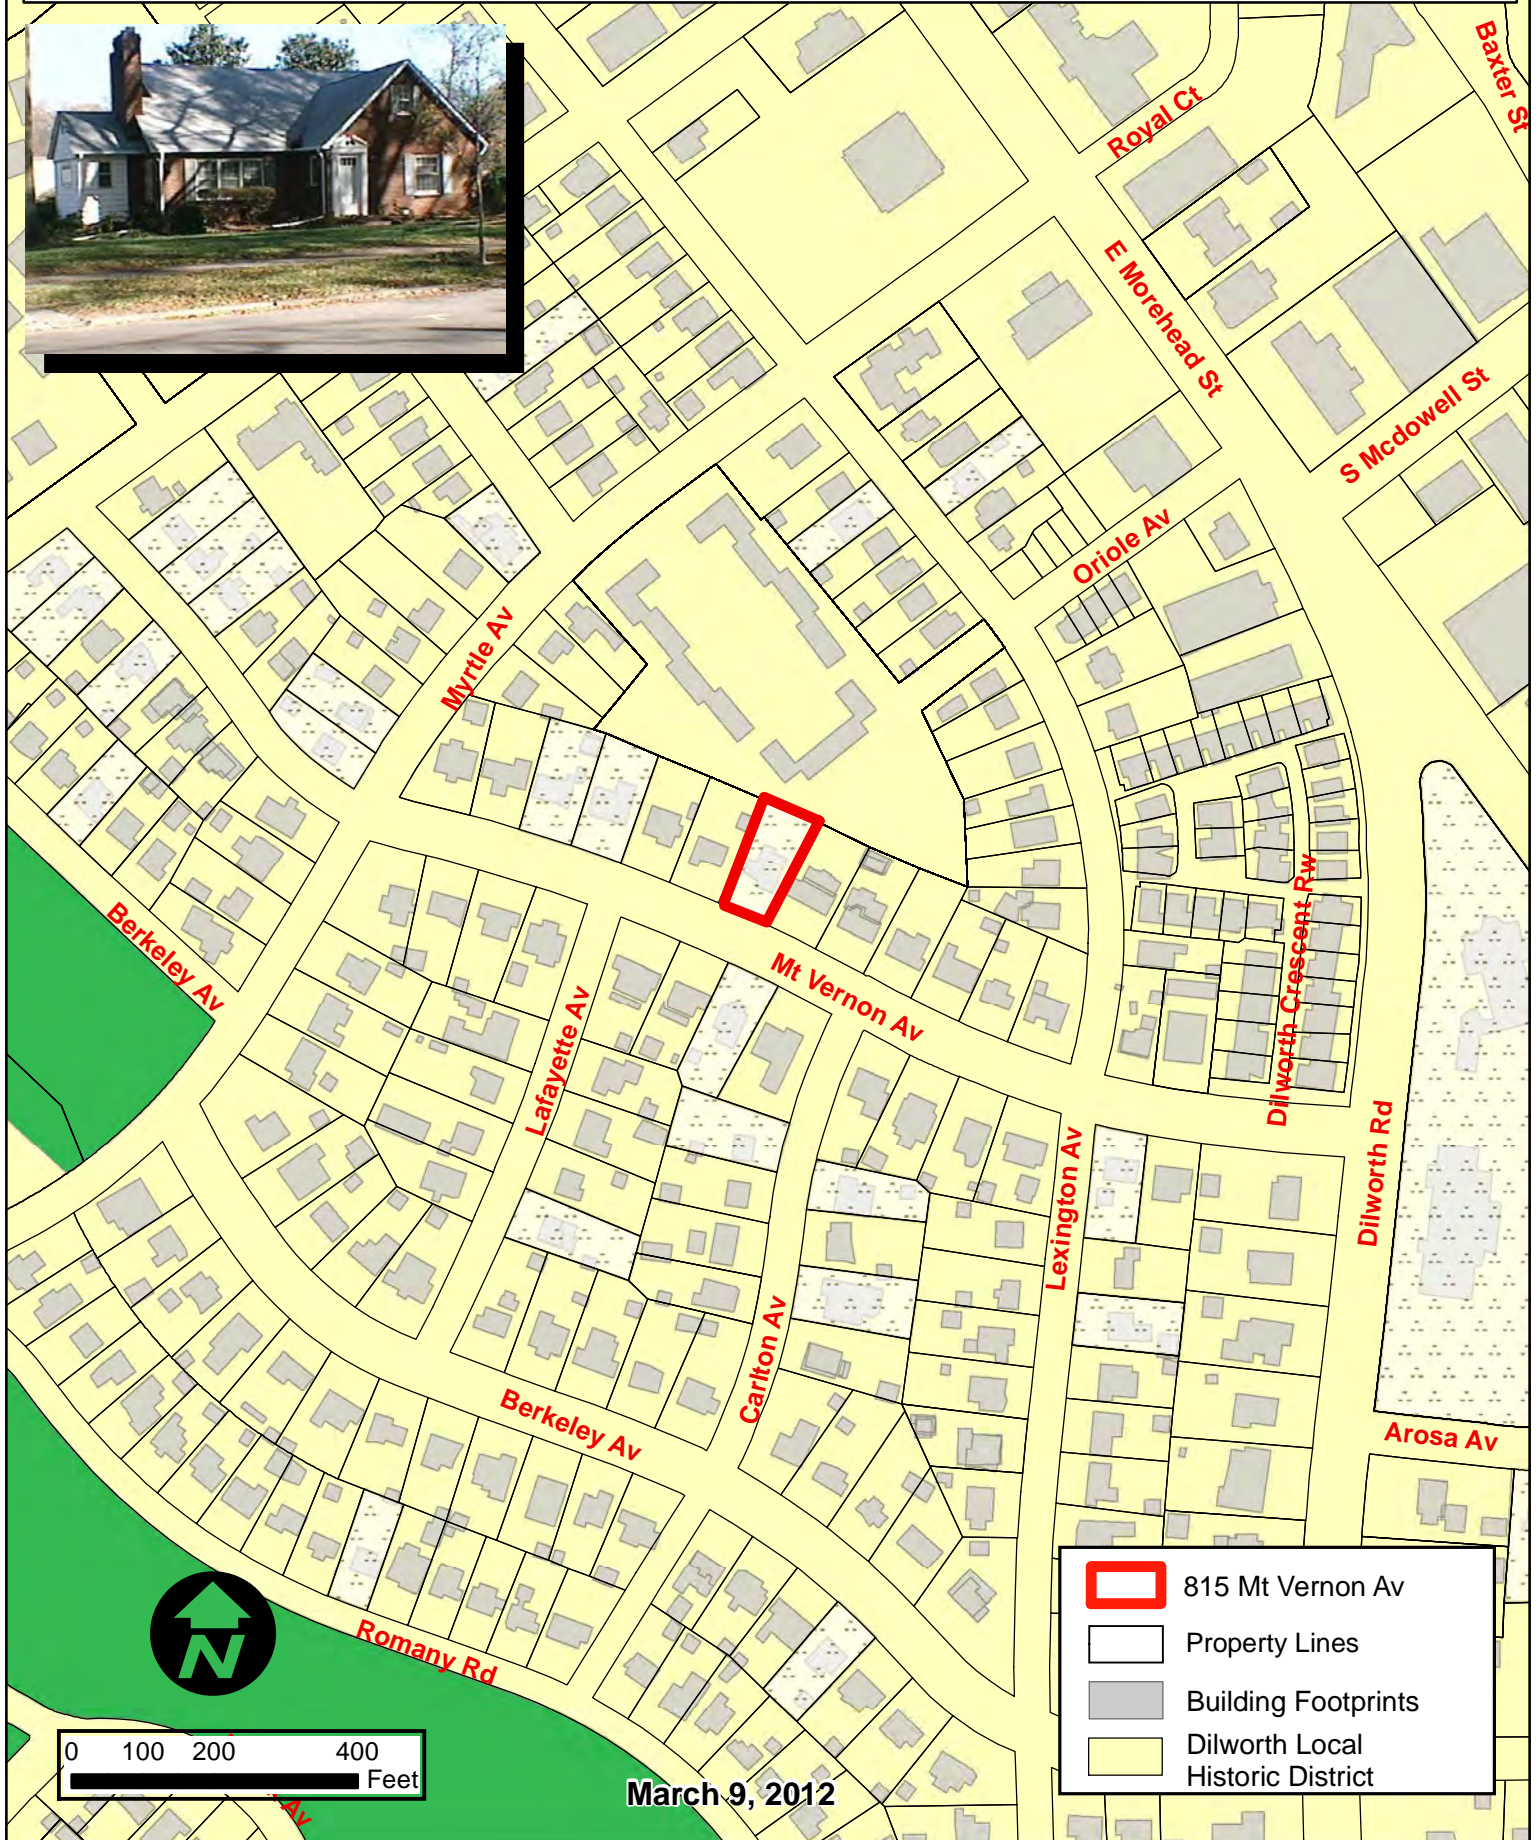 Baxter St
Royal Ct
E Morehead St
S Mcdowell St
Oriole Av
Myrtle Av
Berkeley Av
Mt Vernon Av
Lafayette Av
Dilworth Crescent Rw
Dilworth Rd
Lexington Av
Carlton Av
Berkeley Av
Arosa Av
Romany Rd
N
0 100 200 400
Feet
Av
March 9, 2012
815 Mt Vernon Av
Property Lines
Building Footprints
Dilworth Local
Historic District